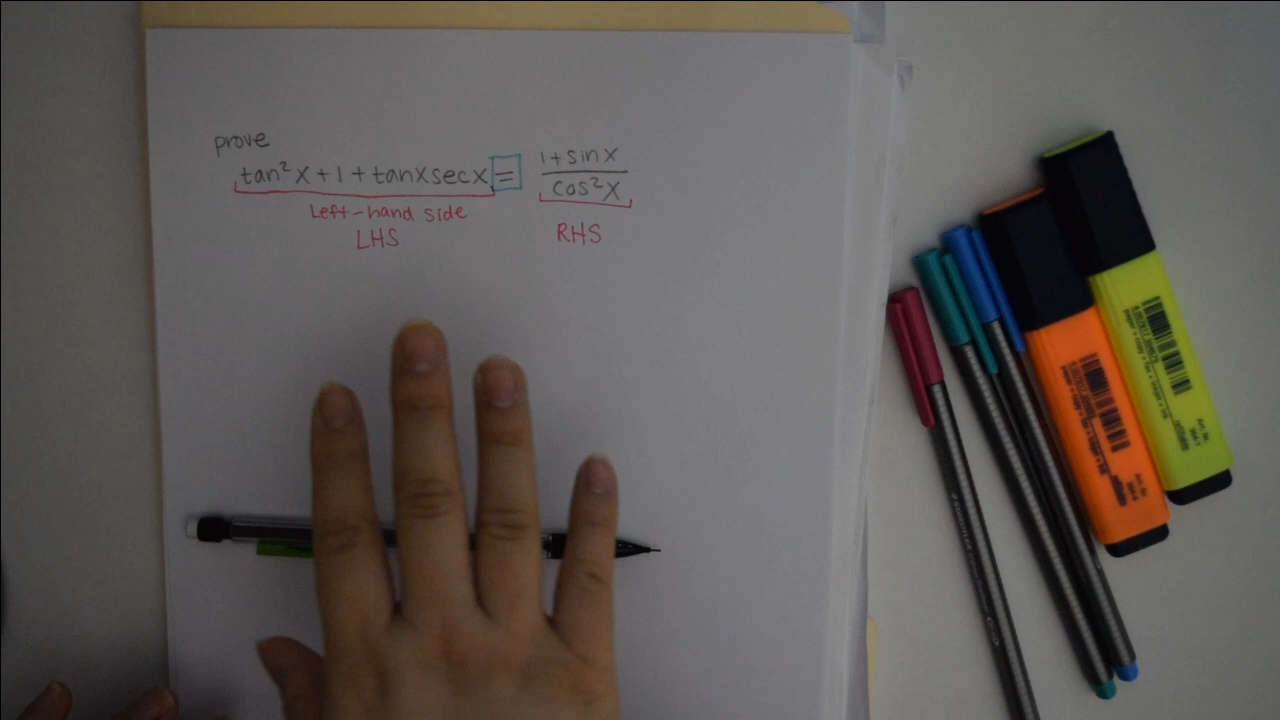 prove
tan²x + 1 + tanxsecx = 1+sinx / cos²x
Left-hand side
LHS
RHS